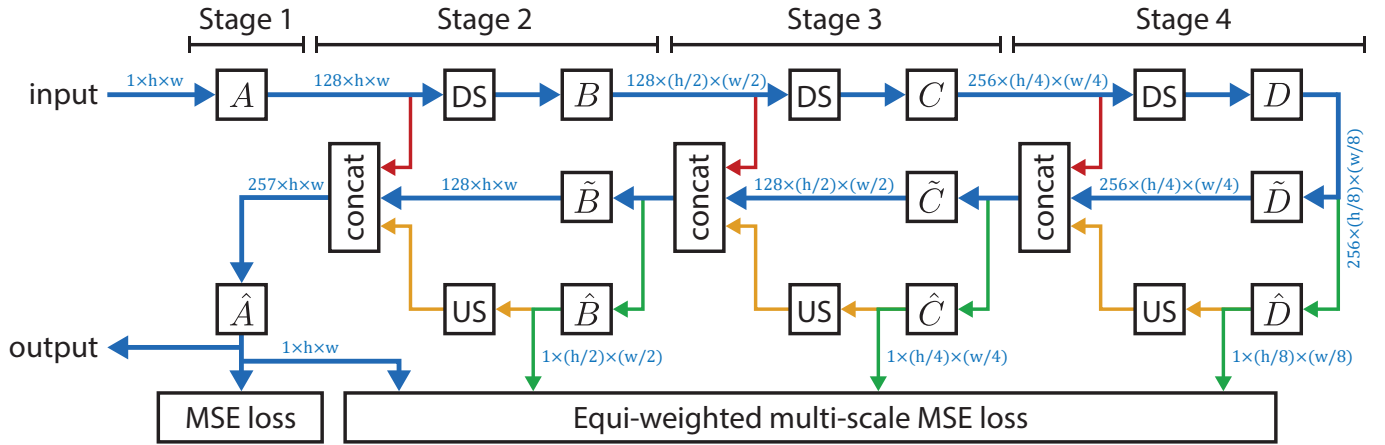 Stage 1 Stage 2 Stage 3 Stage 4
input 1×h×w A 128×h×w DS B 128×(h/2)×(w/2) DS C 256×(h/4)×(w/4) DS D
256×(h/8)×(w/8)
257×h×w concat 128×h×w B̃ concat 128×(h/2)×(w/2) C̃ concat 256×(h/4)×(w/4) D̃
Â US B̂ US Ĉ US D̂
output 1×h×w 1×(h/2)×(w/2) 1×(h/4)×(w/4) 1×(h/8)×(w/8)
MSE loss Equi-weighted multi-scale MSE loss